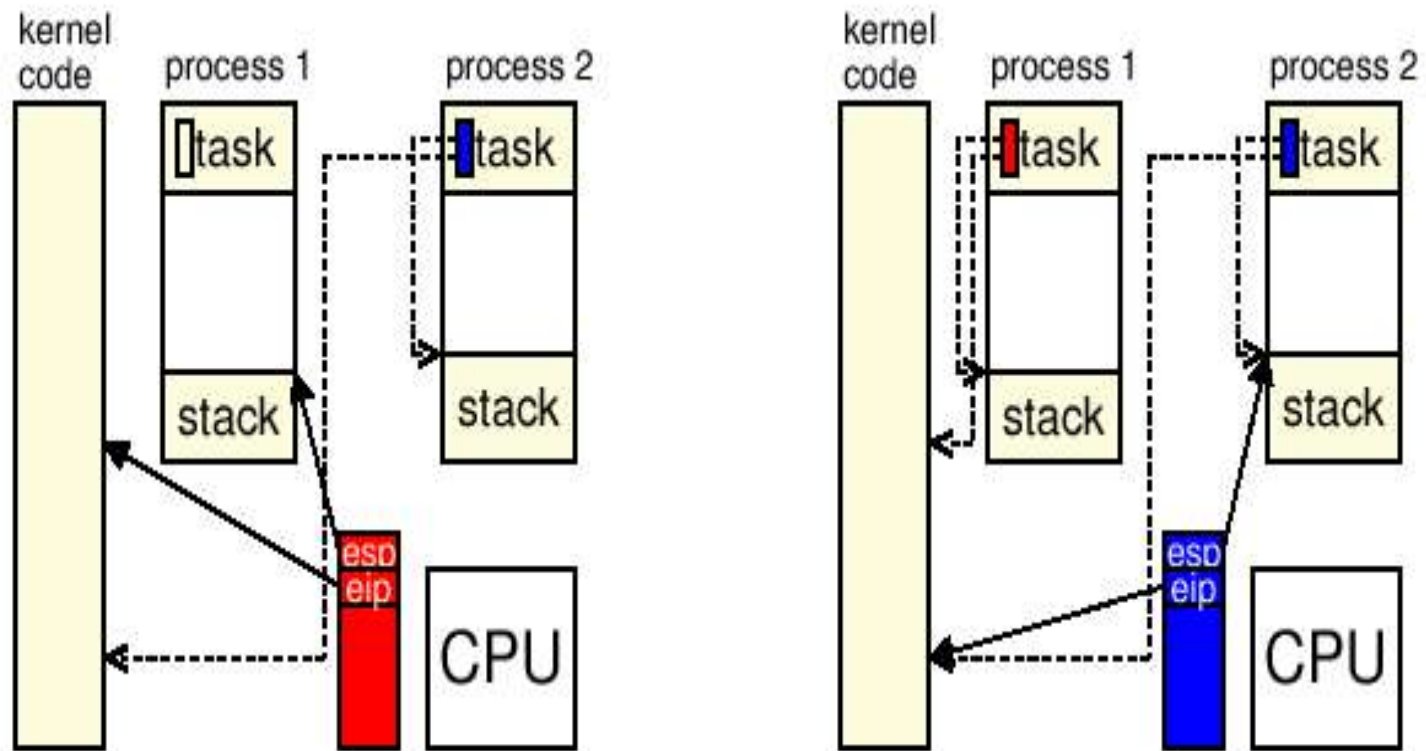 kernel
code
process 1
process 2
task
task
stack
stack
esp
eip
CPU
kernel
code
process 1
process 2
task
task
stack
stack
esp
eip
CPU